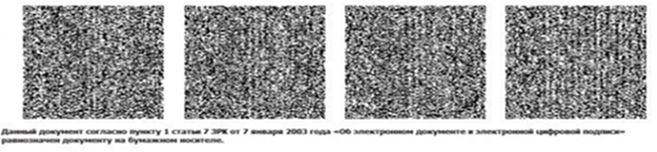 Данный документ согласно пункту 1 статьи 7 ЗРК от 7 января 2003 года «Об электронном документе и электронной цифровой подписи»
равнозначен документу на бумажном носителе.